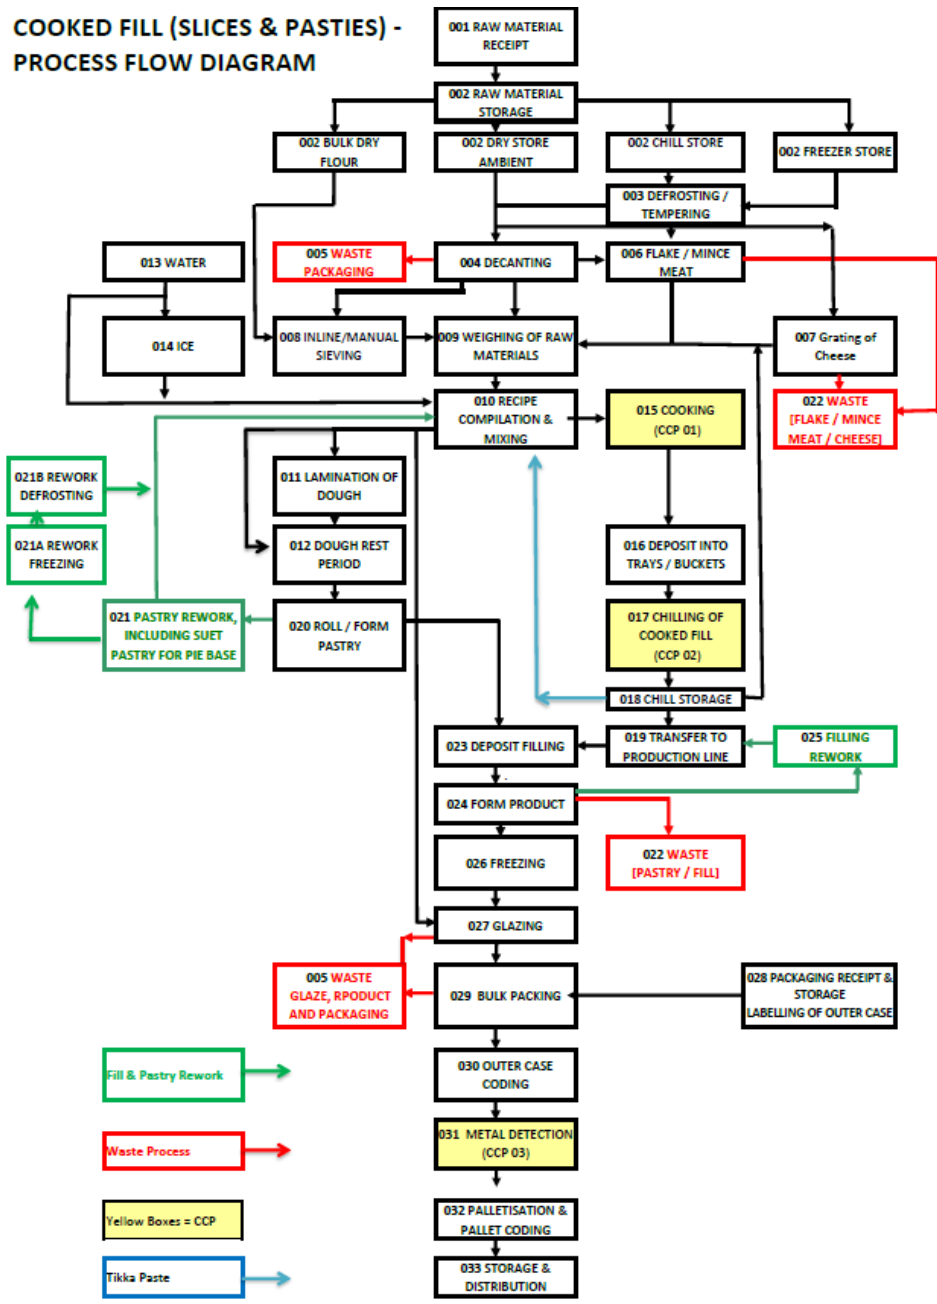 COOKED FILL (SLICES & PASTIES) -
PROCESS FLOW DIAGRAM
001 RAW MATERIAL
RECEIPT
002 RAW MATERIAL
STORAGE
002 BULK DRY
FLOUR
002 DRY STORE
AMBIENT
002 CHILL STORE
002 FREEZER STORE
003 DEFROSTING /
TEMPERING
013 WATER
005 WASTE
PACKAGING
004 DECANTING
006 FLAKE / MINCE
MEAT
014 ICE
008 INLINE/MANUAL
SIEVING
009 WEIGHING OF RAW
MATERIALS
007 Grating of
Cheese
010 RECIPE
COMPILATION &
MIXING
015 COOKING
(CCP 01)
022 WASTE
[FLAKE / MINCE
MEAT / CHEESE]
021B REWORK
DEFROSTING
011 LAMINATION OF
DOUGH
021A REWORK
FREEZING
012 DOUGH REST
PERIOD
016 DEPOSIT INTO
TRAYS / BUCKETS
021 PASTRY REWORK,
INCLUDING SUET
PASTRY FOR PIE BASE
020 ROLL / FORM
PASTRY
017 CHILLING OF
COOKED FILL
(CCP 02)
018 CHILL STORAGE
023 DEPOSIT FILLING
019 TRANSFER TO
PRODUCTION LINE
025 FILLING
REWORK
024 FORM PRODUCT
026 FREEZING
022 WASTE
[PASTRY / FILL]
027 GLAZING
005 WASTE
GLAZE, RPODUCT
AND PACKAGING
029 BULK PACKING
028 PACKAGING RECEIPT &
STORAGE
LABELLING OF OUTER CASE
030 OUTER CASE
CODING
Fill & Pastry Rework
031 METAL DETECTION
(CCP 03)
Waste Process
032 PALLETISATION &
PALLET CODING
Yellow Boxes = CCP
033 STORAGE &
DISTRIBUTION
Tikka Paste